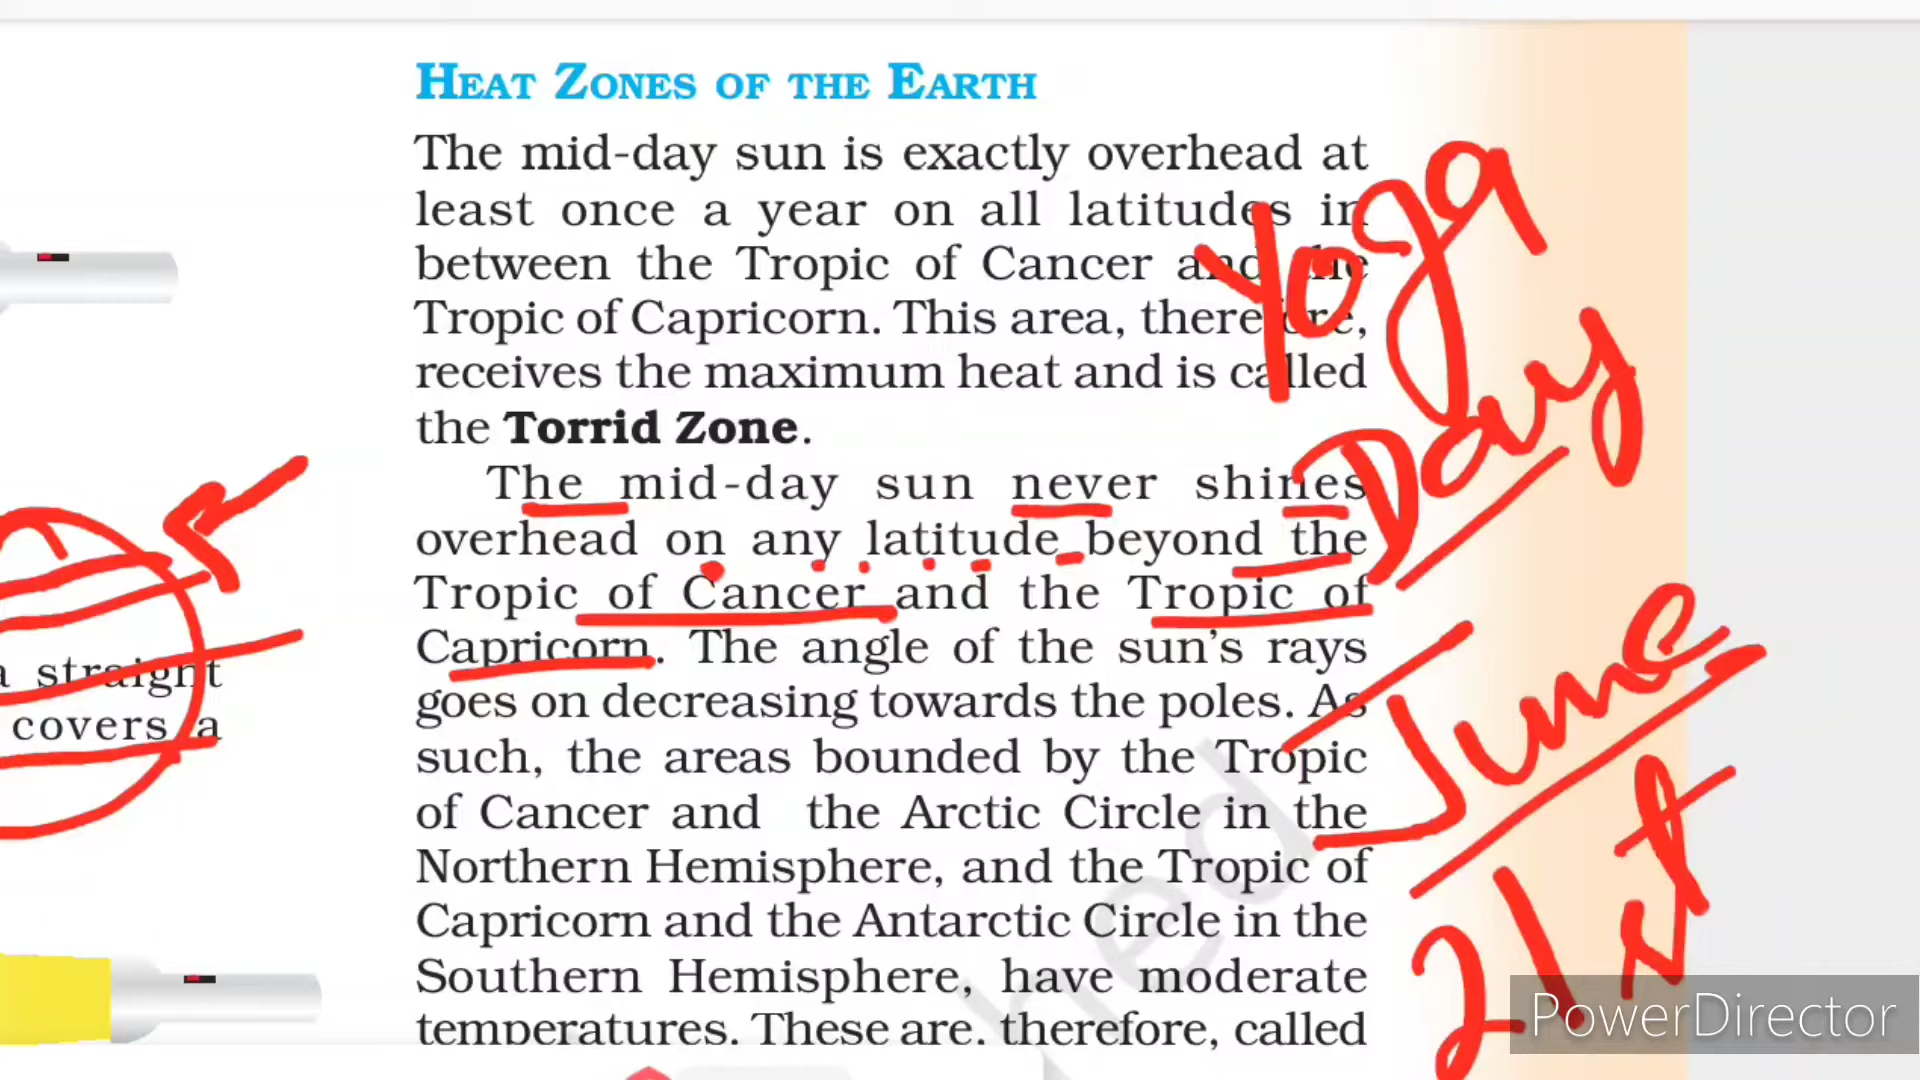 HEAT ZONES OF THE EARTH
The mid-day sun is exactly overhead at
least once a year on all latitudes in
between the Tropic of Cancer and the
Tropic of Capricorn. This area, therefore,
receives the maximum heat and is called
the Torrid Zone.
The mid-day sun never shines
overhead on any latitude beyond the
Tropic of Cancer and the Tropic of
Capricorn. The angle of the sun's rays
goes on decreasing towards the poles. As
such, the areas bounded by the Tropic
of Cancer and the Arctic Circle in the
Northern Hemisphere, and the Tropic of
Capricorn and the Antarctic Circle in the
Southern Hemisphere, have moderate
temperatures. These are, therefore, called
a straight
covers a
Yoga
Day
June
21st
hed
PowerDirector